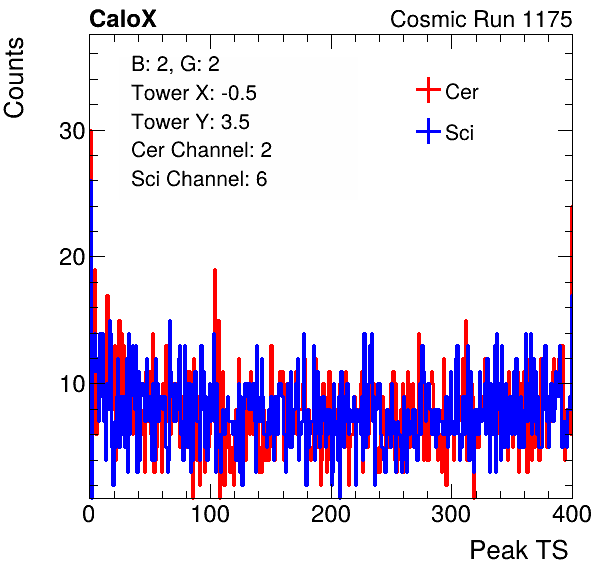 CaloX
Cosmic Run 1175
Counts
B: 2, G: 2
Tower X: -0.5
Tower Y: 3.5
Cer Channel: 2
Sci Channel: 6
Cer
Sci
30
20
10
0 100 200 300 400
Peak TS